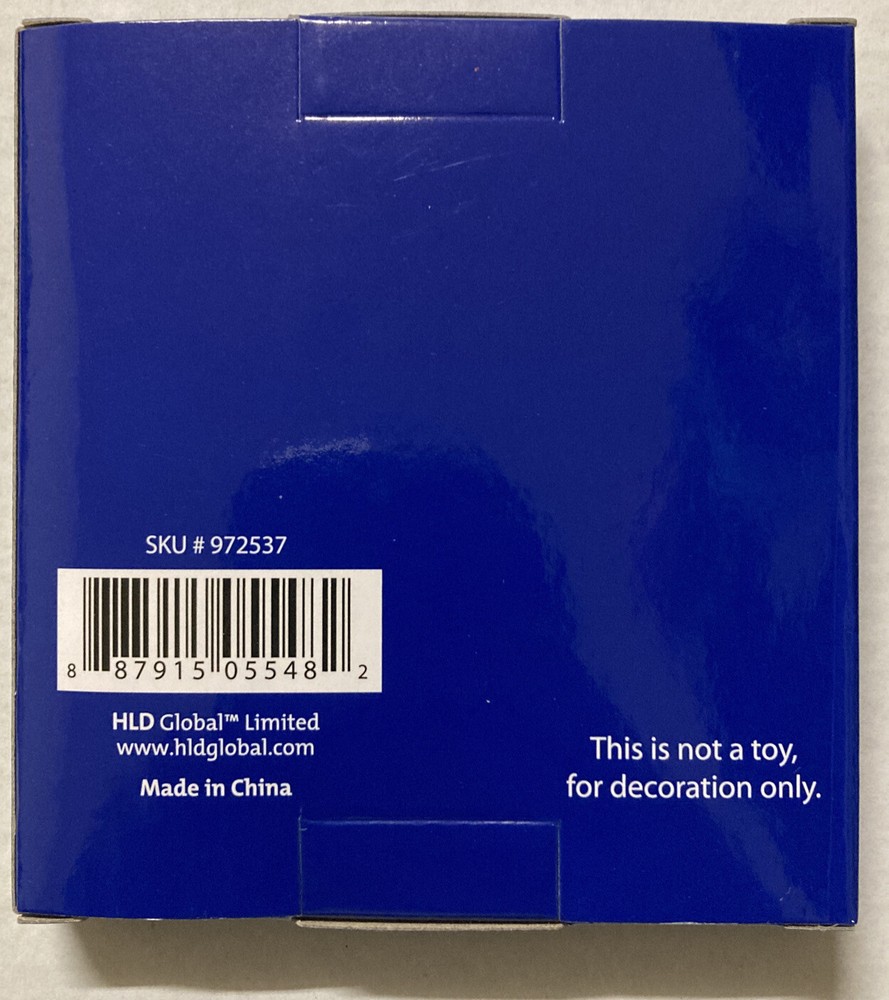 SKU # 972537
8 87915 05548 2
HLD Global™ Limited
www.hldglobal.com
Made in China
This is not a toy,
for decoration only.